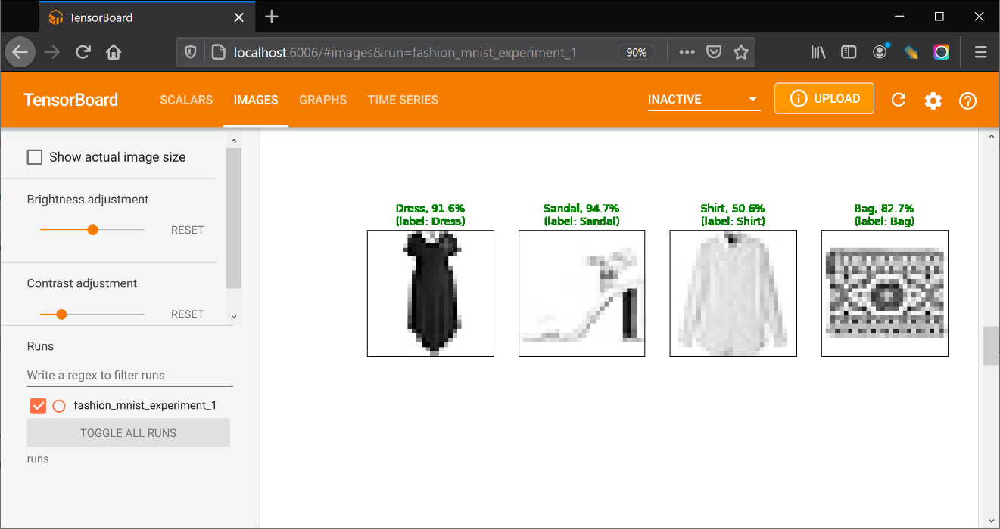 TensorBoard
localhost:6006/#images&run=fashion_mnist_experiment_1
90%
TensorBoard
SCALARS
IMAGES
GRAPHS
TIME SERIES
INACTIVE
UPLOAD
Show actual image size
Brightness adjustment
RESET
Contrast adjustment
RESET
Runs
Write a regex to filter runs
fashion_mnist_experiment_1
TOGGLE ALL RUNS
runs
Dress, 91.6%
(label: Dress)
Sandal, 94.7%
(label: Sandal)
Shirt, 50.6%
(label: Shirt)
Bag, 82.7%
(label: Bag)